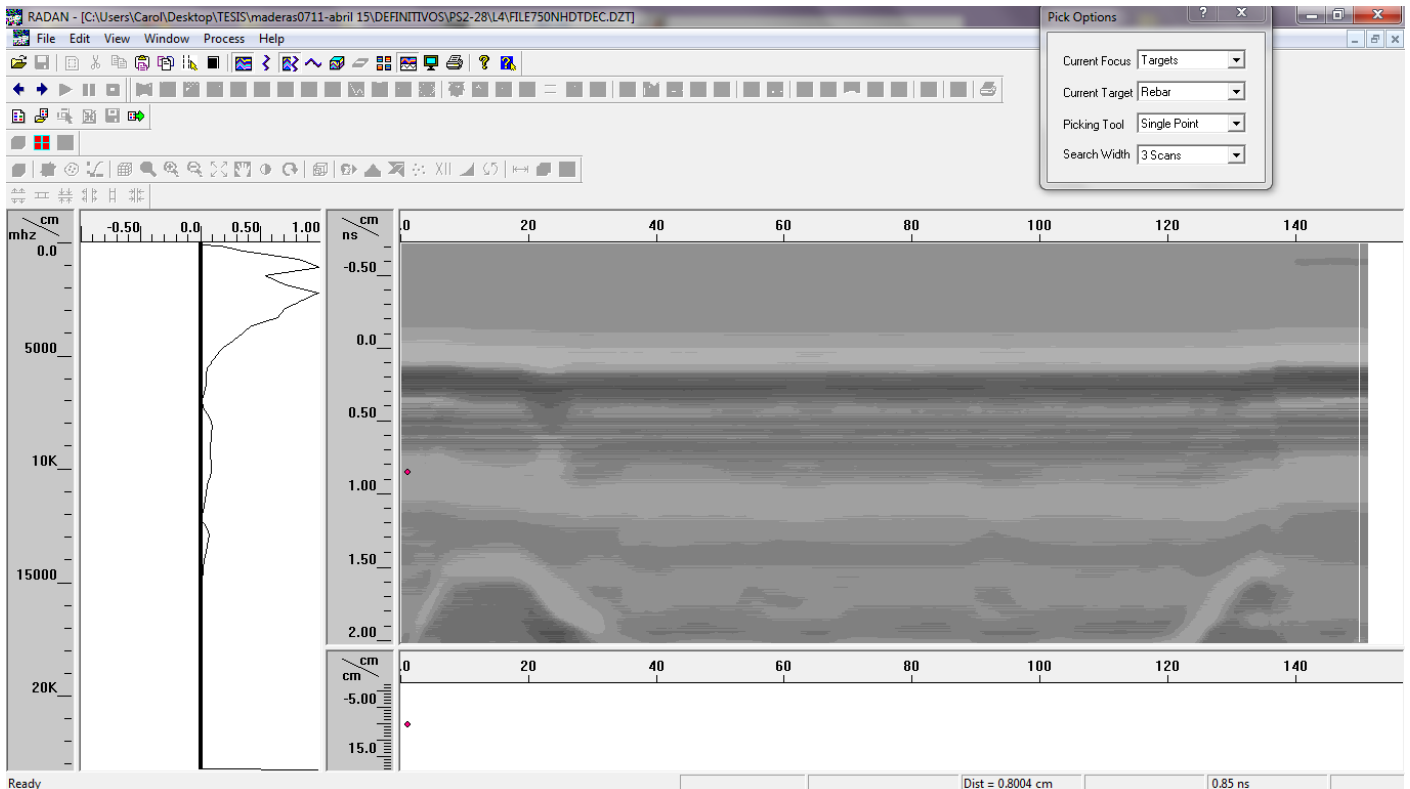 RADAN - [C:\Users\Carol\Desktop\TESIS\maderas0711-abril 15\DEFINITIVOS\PS2-28\L4\FILE750NHDTDEC.DZT]
File Edit View Window Process Help
Pick Options
Current Focus Targets
Current Target Rebar
Picking Tool Single Point
Search Width 3 Scans
XII
cm
mhz
-0.50 0.0 0.50 1.00
cm
ns
.0 20 40 60 80 100 120 140
0.0
5000
10K
15000
20K
-0.50
0.0
0.50
1.00
1.50
2.00
cm
cm
.0 20 40 60 80 100 120 140
-5.00
15.0
Ready
Dist = 0.8004 cm
0.85 ns